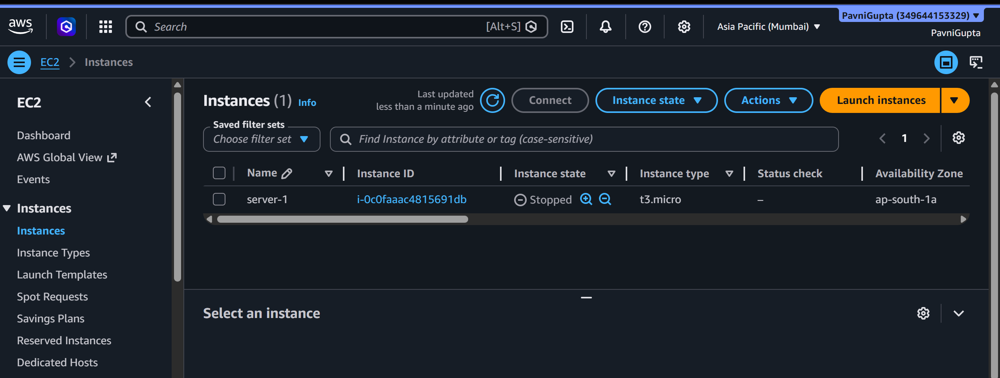 aws
Search [Alt+S]
Asia Pacific (Mumbai)
PavniGupta (349644153329)
PavniGupta
EC2 Instances
EC2
Dashboard
AWS Global View
Events
Instances
Instances
Instance Types
Launch Templates
Spot Requests
Savings Plans
Reserved Instances
Dedicated Hosts
Instances (1) Info
Last updated
less than a minute ago
Connect
Instance state
Actions
Launch instances
Saved filter sets
Choose filter set
Find Instance by attribute or tag (case-sensitive)
1
Name Instance ID Instance state Instance type Status check Availability Zone
server-1 i-0c0faaac4815691db Stopped t3.micro – ap-south-1a
Select an instance